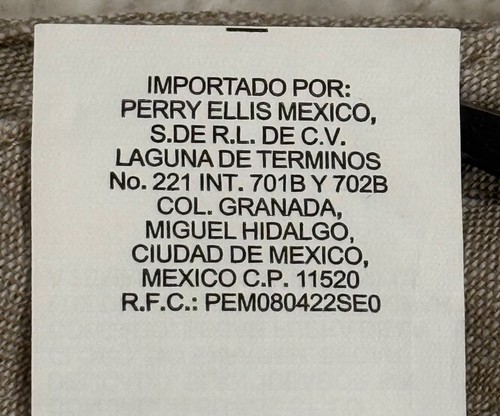 IMPORTADO POR:
PERRY ELLIS MEXICO,
S.DE R.L. DE C.V.
LAGUNA DE TERMINOS
No. 221 INT. 701B Y 702B
COL. GRANADA,
MIGUEL HIDALGO,
CIUDAD DE MEXICO,
MEXICO C.P. 11520
R.F.C.: PEM080422SE0